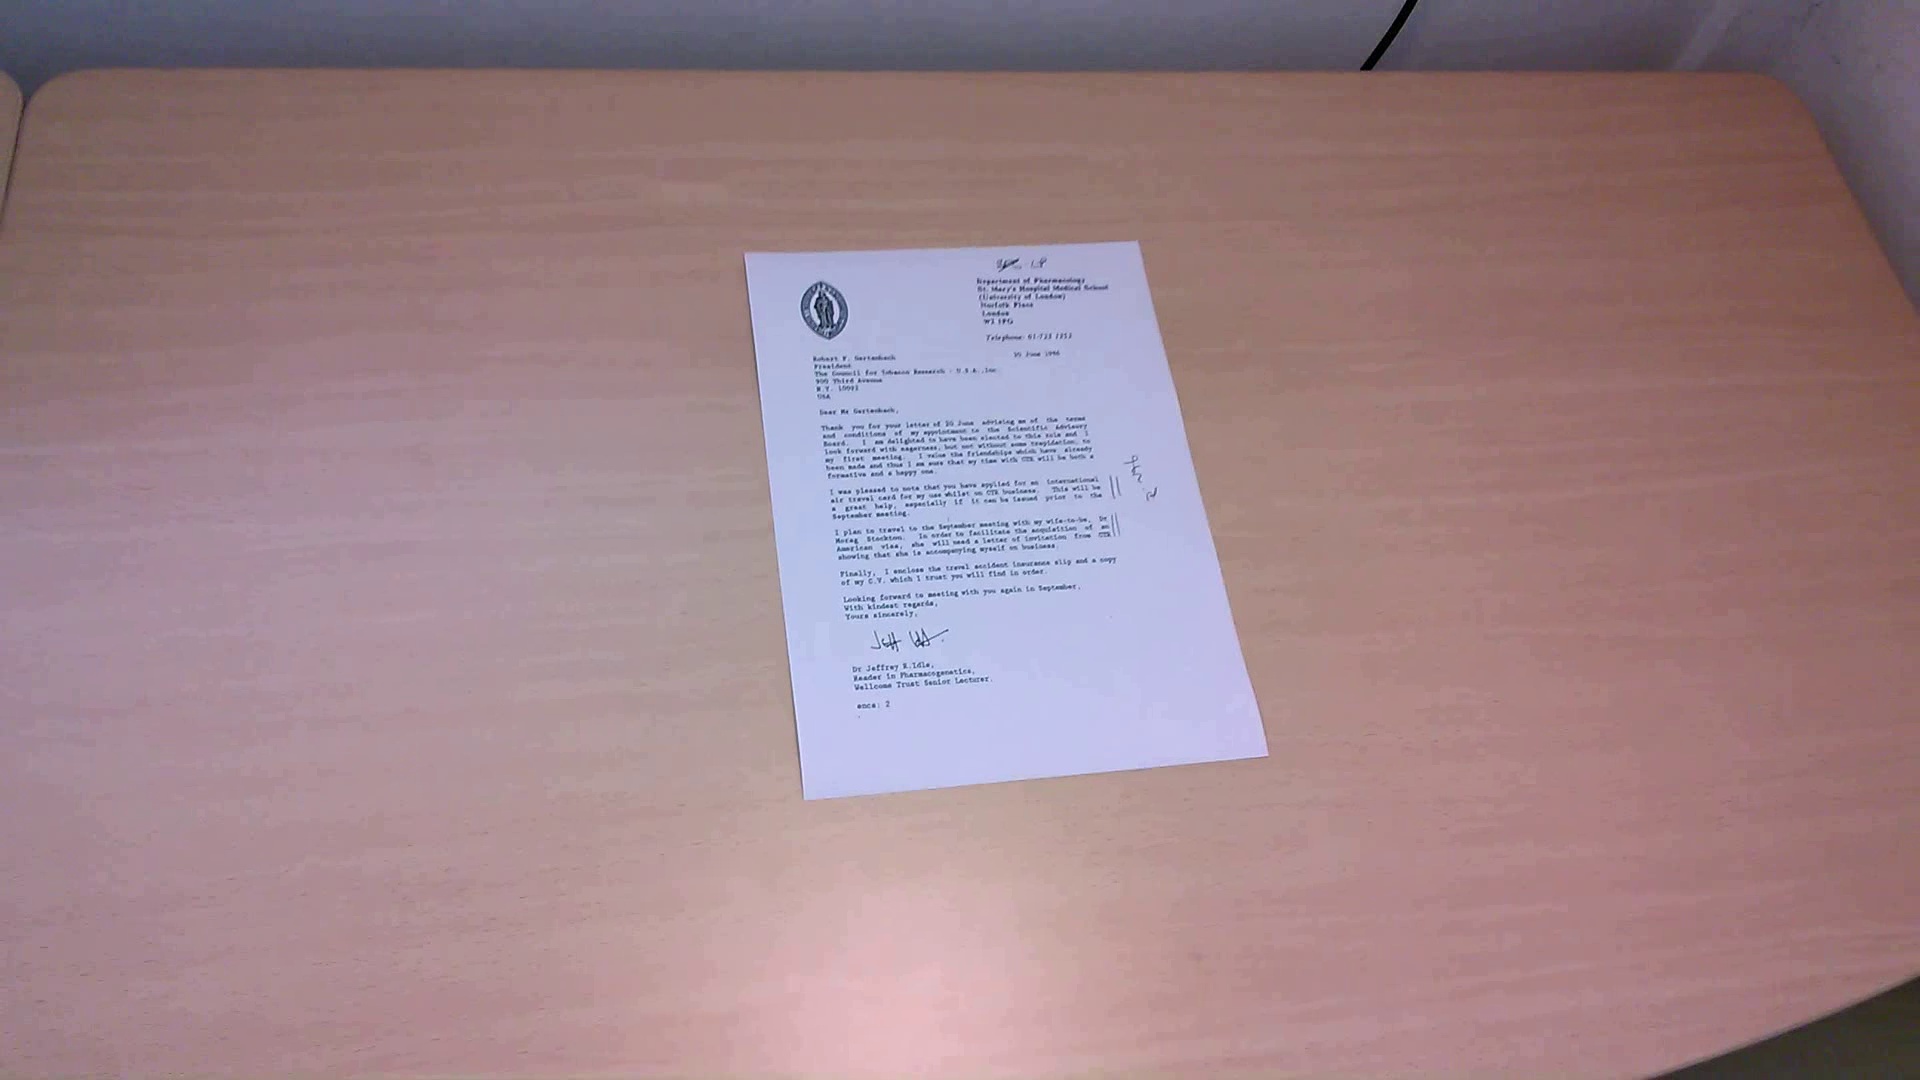 Department of Pharmacology
St. Mary's Hospital Medical School
(University of London)
Norfolk Place
London
W2 1PG
Telephone: 01-723 1252
30 June
Robert F. Gertenbach
President
The Council for Tobacco Research - U.S.A.,Inc
900 Third Avenue
N.Y. 10022
USA
Dear Mr Gertenbach,
Thank you for your letter of 20 June advising me of the terms
and conditions of my appointment to the Scientific Advisory
Board. I am delighted to have been elected to this role and I
look forward with eagerness, but not without some trepidation, to
my first meeting. I value the friendships which have already
been made and thus I am sure that my time with CTR will be both a
formative and a happy one.
I was pleased to note that you have applied for an international
air travel card for my use whilst on CTR business. This will be
a great help, especially if it can be issued prior to the
September meeting.
I plan to travel to the September meeting with my wife-to-be, Dr
Morag Stockton. In order to facilitate the acquisition of an
American visa, she will need a letter of invitation from CTR
showing that she is accompanying myself on business.
Finally, I enclose the travel accident insurance slip and a copy
of my C.V. which I trust you will find in order.
Looking forward to meeting with you again in September.
With kindest regards,
Yours sincerely,
Dr Jeffrey R.Idle,
Reader in Pharmacogenetics,
Wellcome Trust Senior Lecturer.
encs: 2